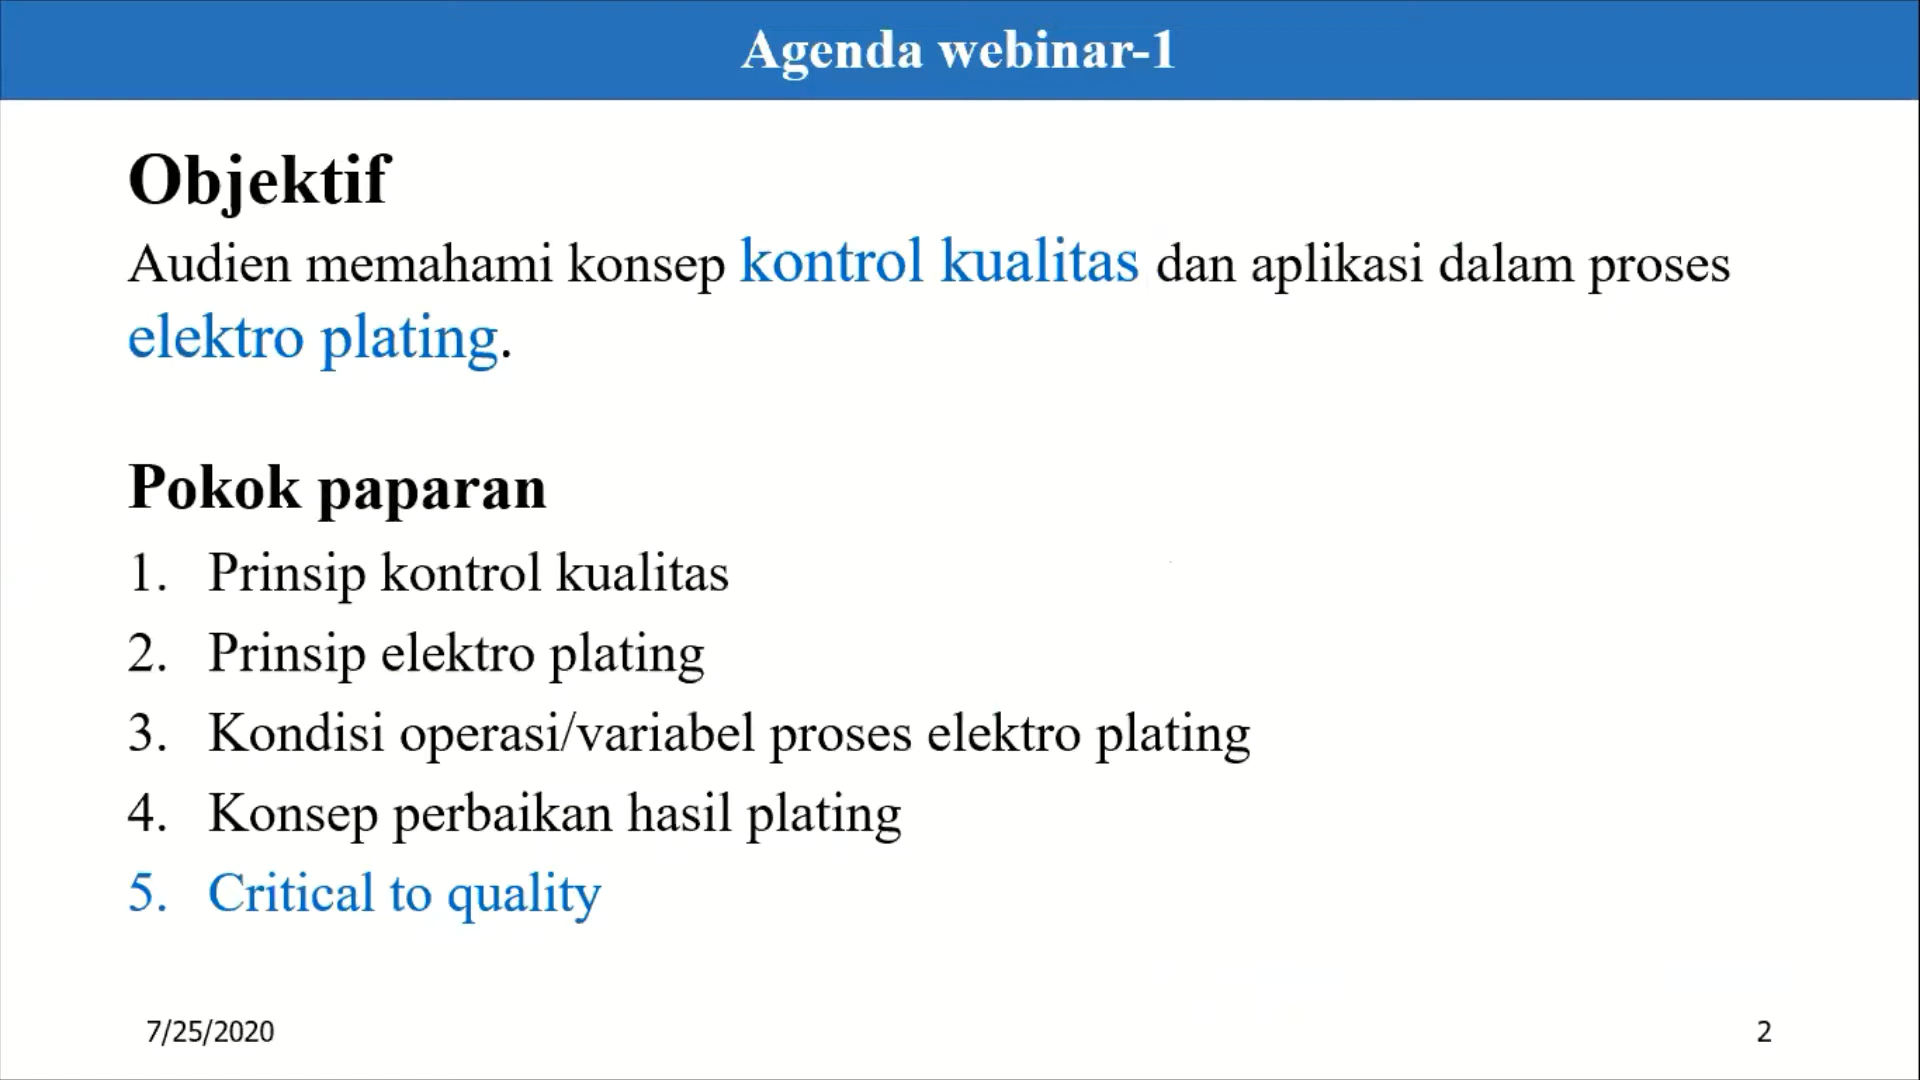 Agenda webinar-1
Objektif
Audien memahami konsep kontrol kualitas dan aplikasi dalam proses
elektro plating.
Pokok paparan
1. Prinsip kontrol kualitas
2. Prinsip elektro plating
3. Kondisi operasi/variabel proses elektro plating
4. Konsep perbaikan hasil plating
5. Critical to quality
7/25/2020
2